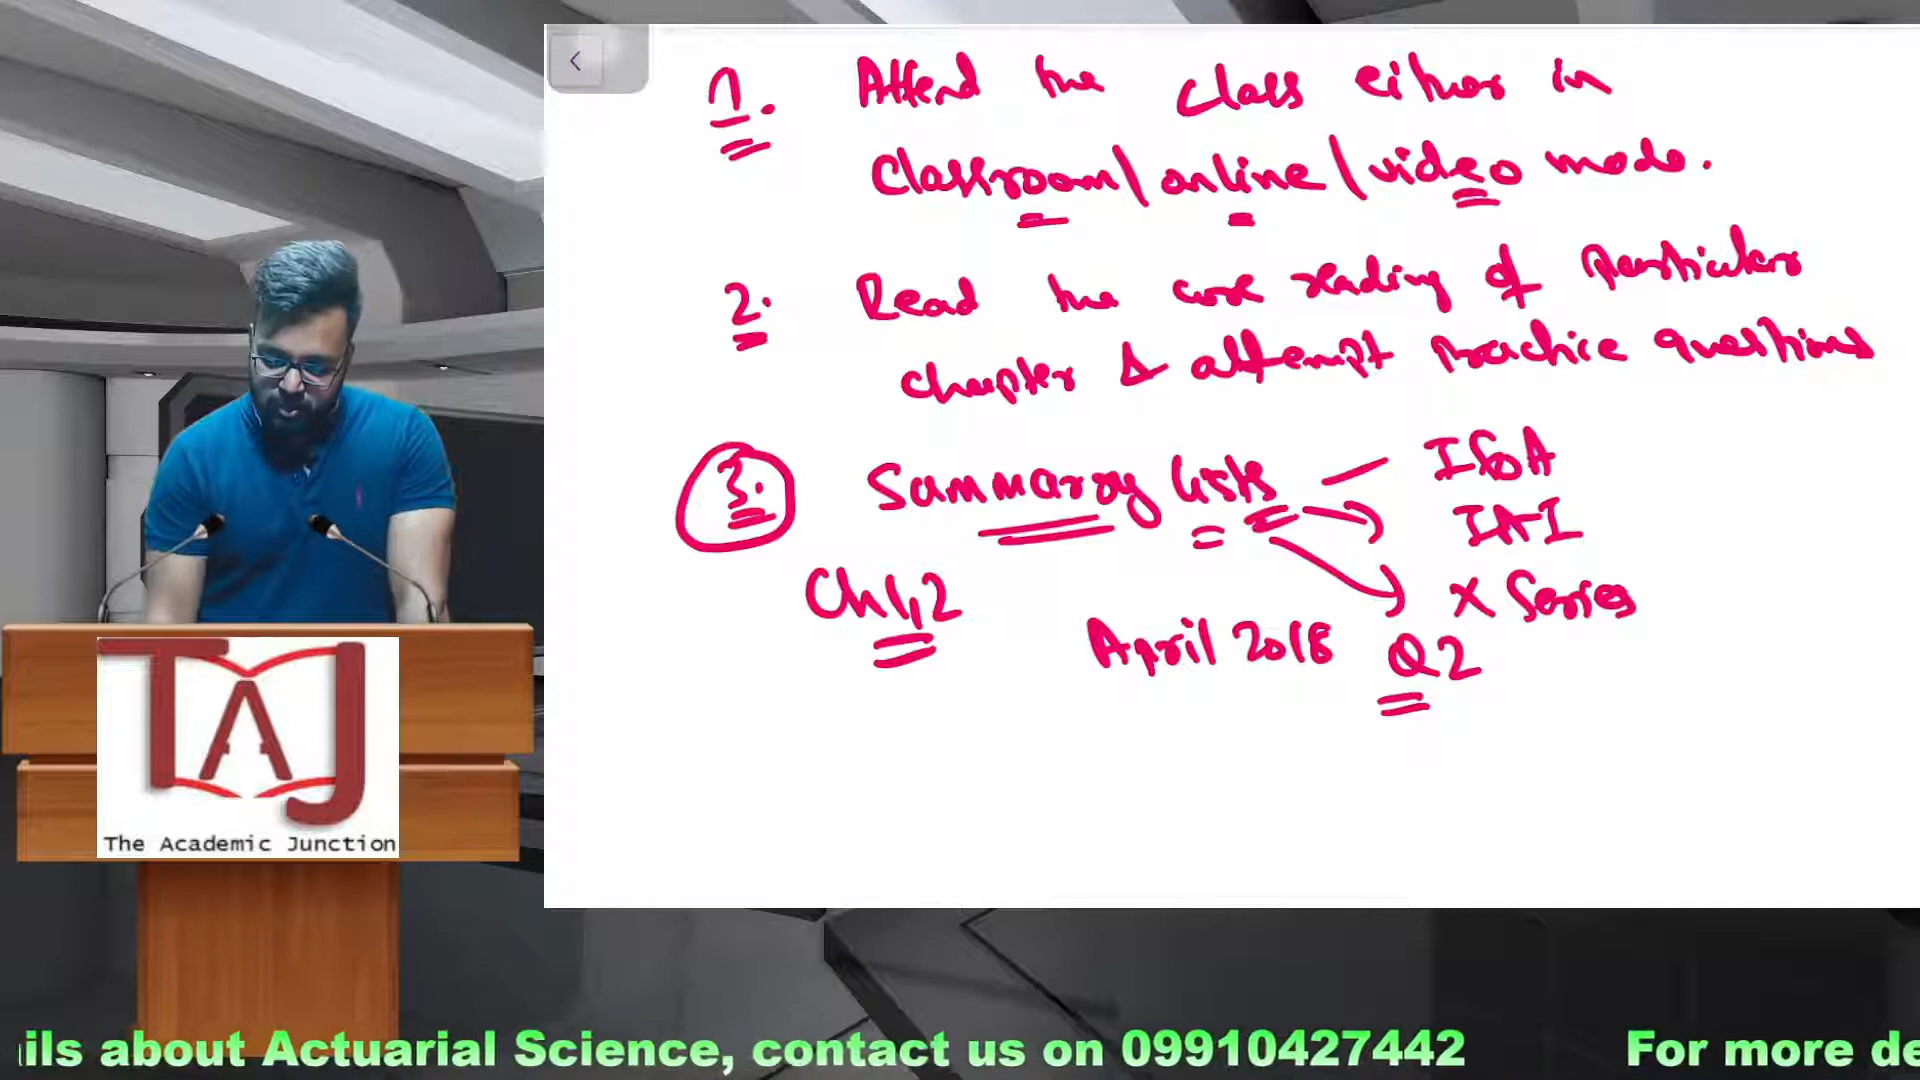 1. Attend the class either in
Classroom/online/video mode.
2. Read the core reading of particular
chapter & attempt practice questions
3. Summary lists
IFoA
IAI
X Series
Ch 1,2
April 2018 Q2
TAJ
The Academic Junction
ils about Actuarial Science, contact us on 09910427442 For more de